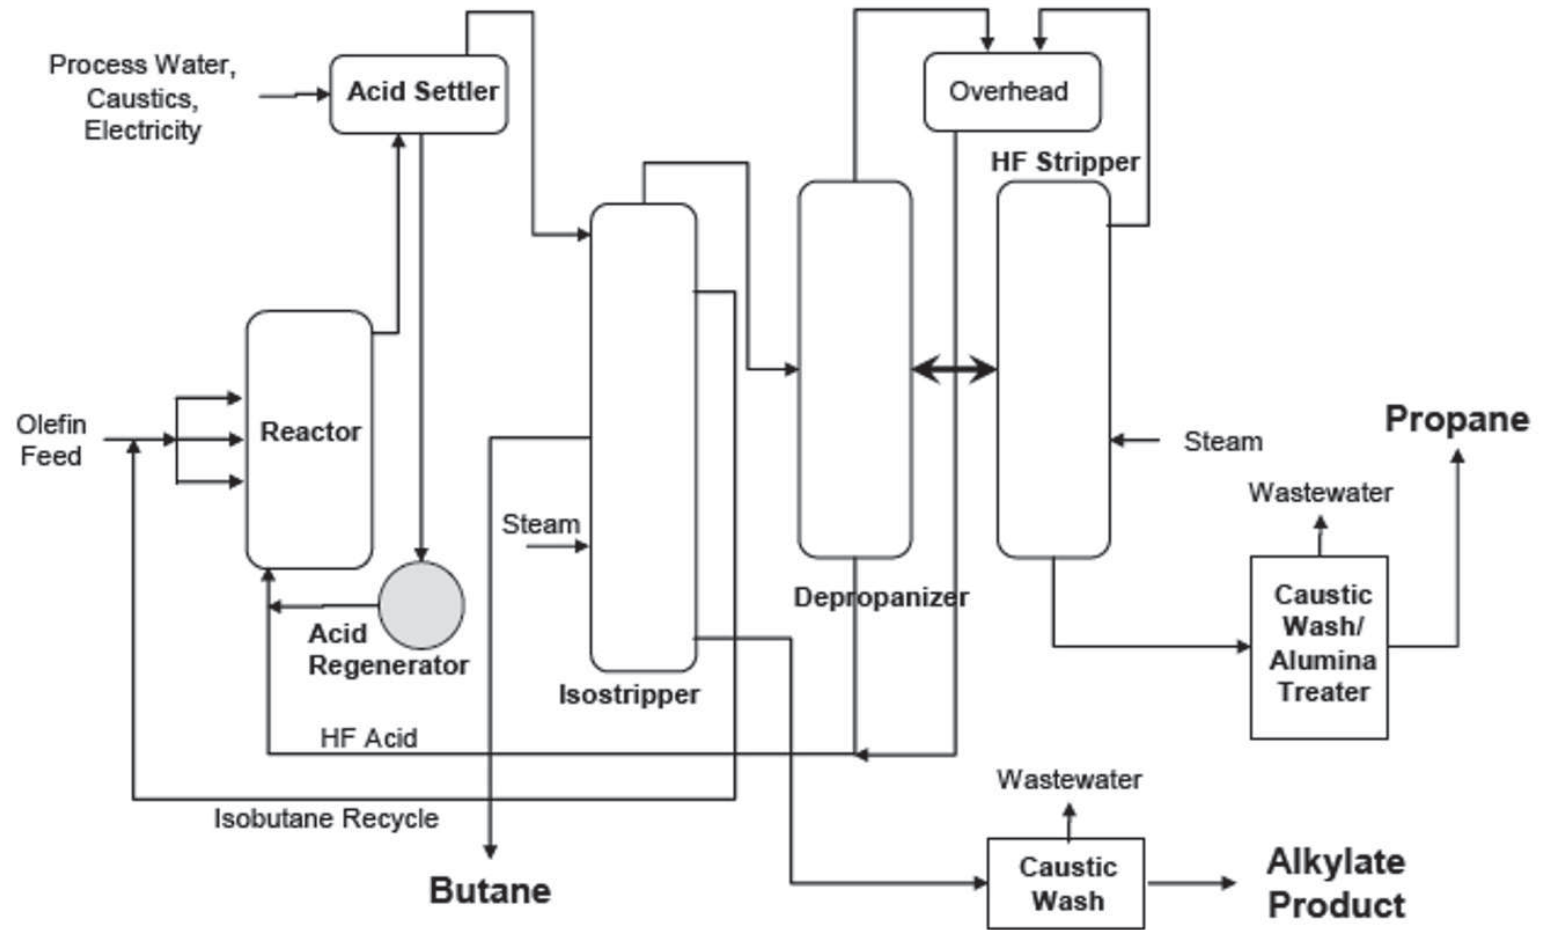 Process Water,
Caustics,
Electricity
Acid Settler
Overhead
HF Stripper
Olefin
Feed
Reactor
Propane
Steam
Wastewater
Steam
Caustic
Wash/
Alumina
Treater
Depropanizer
Acid
Regenerator
Isostripper
HF Acid
Wastewater
Isobutane Recycle
Butane
Caustic
Wash
Alkylate
Product